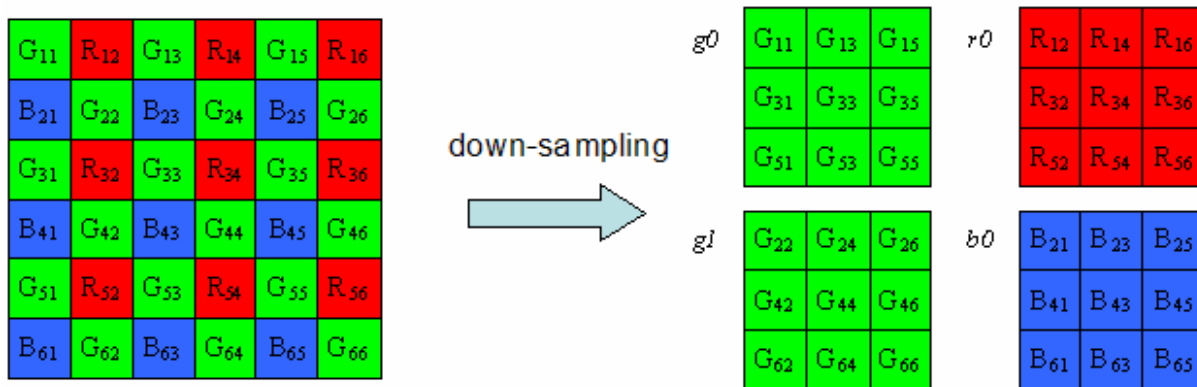 G11 R12 G13 R14 G15 R16
B21 G22 B23 G24 B25 G26
G31 R32 G33 R34 G35 R36
B41 G42 B43 G44 B45 G46
G51 R52 G53 R54 G55 R56
B61 G62 B63 G64 B65 G66
down-sampling
g0
G11 G13 G15
G31 G33 G35
G51 G53 G55
r0
R12 R14 R16
R32 R34 R36
R52 R54 R56
g1
G22 G24 G26
G42 G44 G46
G62 G64 G66
b0
B21 B23 B25
B41 B43 B45
B61 B63 B65